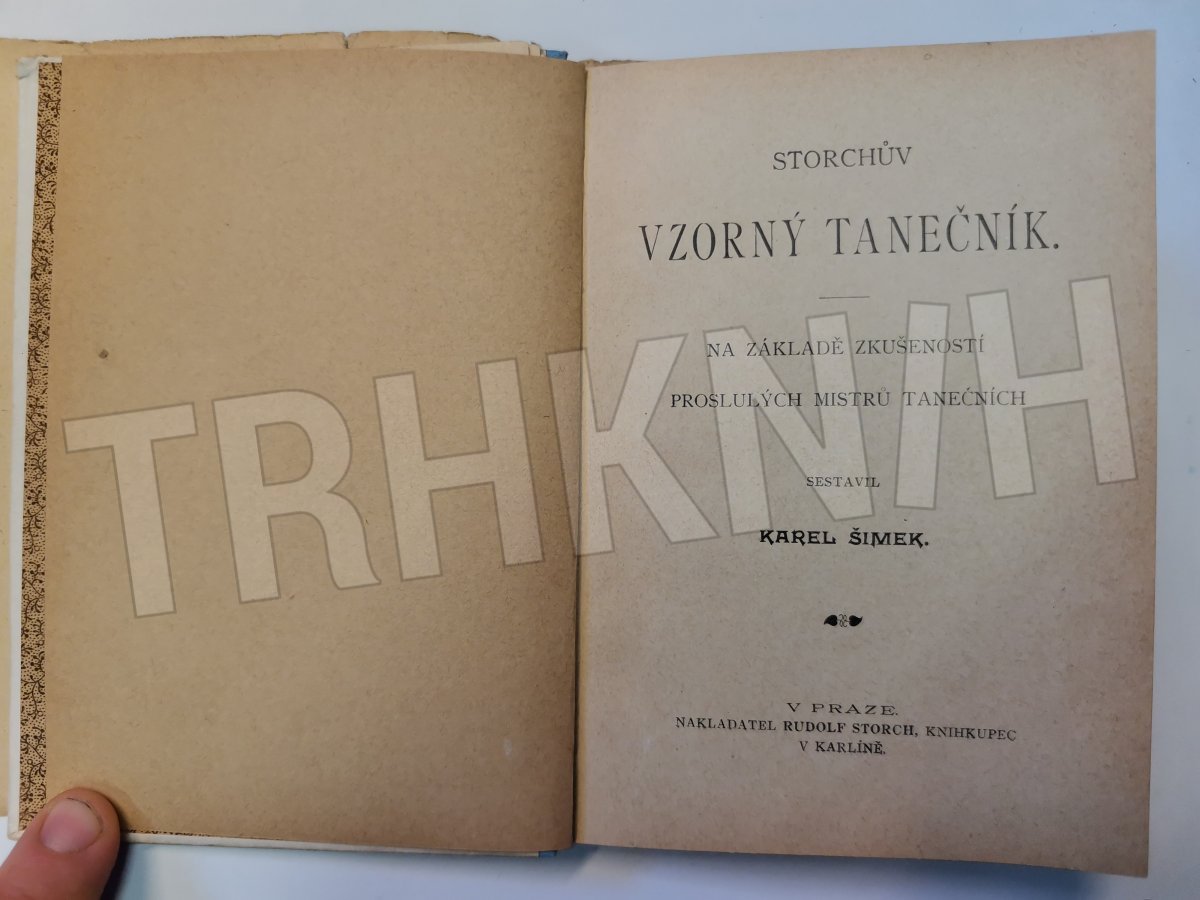 STORCHŮV
VZORNÝ TANEČNÍK.
NA ZÁKLADĚ ZKUŠENOSTÍ
PROSLULÝCH MISTRŮ TANEČNÍCH
SESTAVIL
KAREL ŠIMEK.
V PRAZE.
NAKLADATEL RUDOLF STORCH, KNIHKUPEC
V KARLÍNĚ.
TRHKNIH